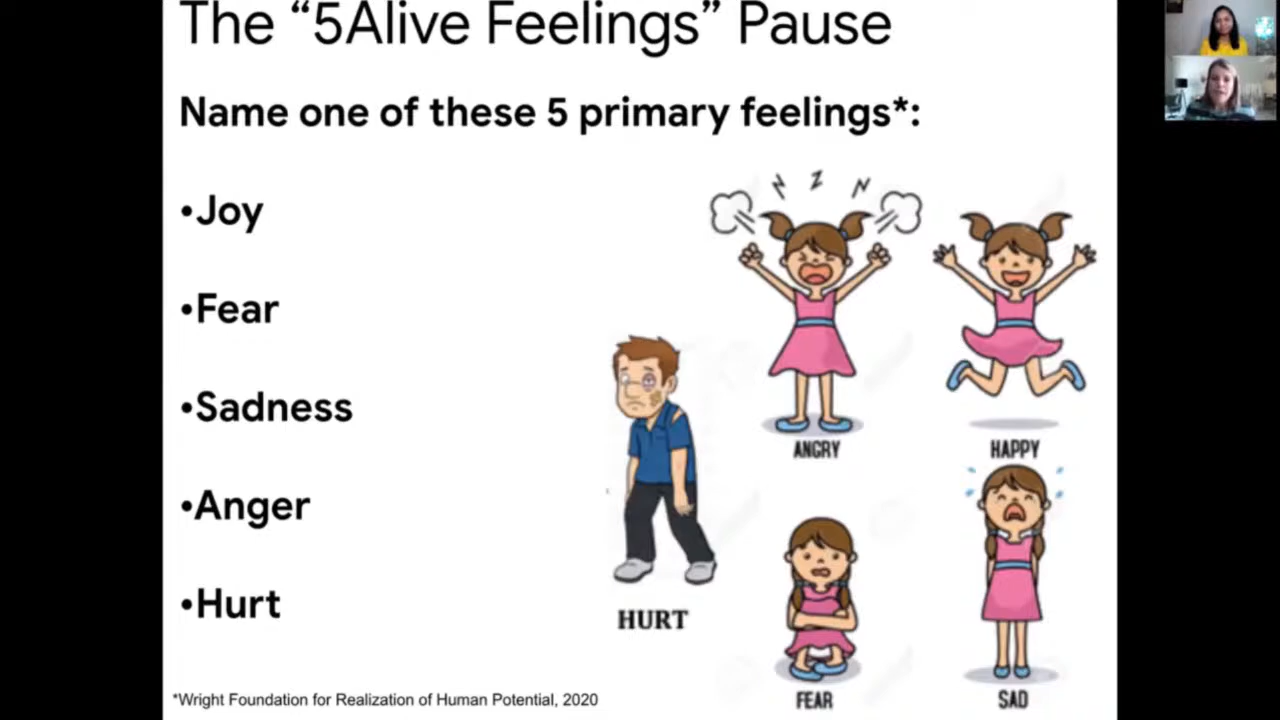 The “5Alive Feelings” Pause
Name one of these 5 primary feelings*:
•Joy
•Fear
•Sadness
•Anger
•Hurt
ANGRY
HAPPY
HURT
FEAR
SAD
*Wright Foundation for Realization of Human Potential, 2020